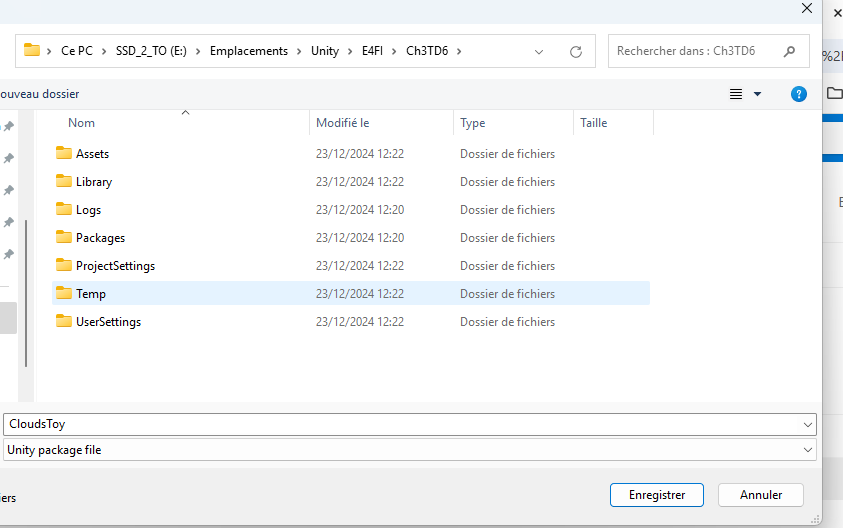 Ce PC > SSD_2_TO (E:) > Emplacements > Unity > E4FI > Ch3TD6 >
Rechercher dans : Ch3TD6
ouveau dossier
?
Nom Modifié le Type Taille
Assets 23/12/2024 12:22 Dossier de fichiers
Library 23/12/2024 12:22 Dossier de fichiers
Logs 23/12/2024 12:20 Dossier de fichiers
Packages 23/12/2024 12:20 Dossier de fichiers
ProjectSettings 23/12/2024 12:22 Dossier de fichiers
Temp 23/12/2024 12:22 Dossier de fichiers
UserSettings 23/12/2024 12:22 Dossier de fichiers
CloudsToy
Unity package file
iers
Enregistrer Annuler